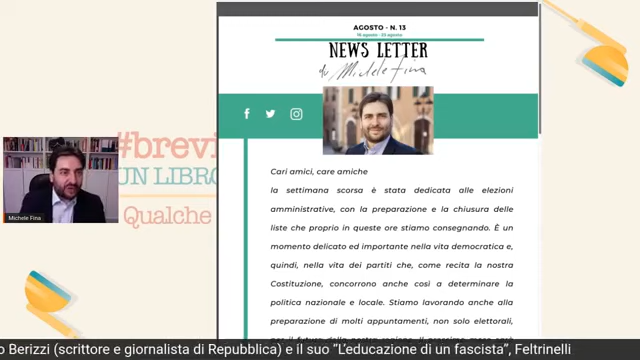 AGOSTO - N. 13
NEWS LETTER
di Michele Fina
#brevi
UN LIBRO
Qualche
Michele Fina
Cari amici, care amiche
la settimana scorsa è stata dedicata alle elezioni
amministrative, con la preparazione e la chiusura delle
liste che proprio in queste ore stiamo consegnando. È un
momento delicato ed importante nella vita democratica e,
quindi, nella vita dei partiti che, come recita la nostra
Costituzione, concorrono anche così a determinare la
politica nazionale e locale. Stiamo lavorando anche alla
preparazione di molti appuntamenti, non solo elettorali,
o Berizzi (scrittore e giornalista di Repubblica) e il suo "L'educazione di un fascista", Feltrinelli